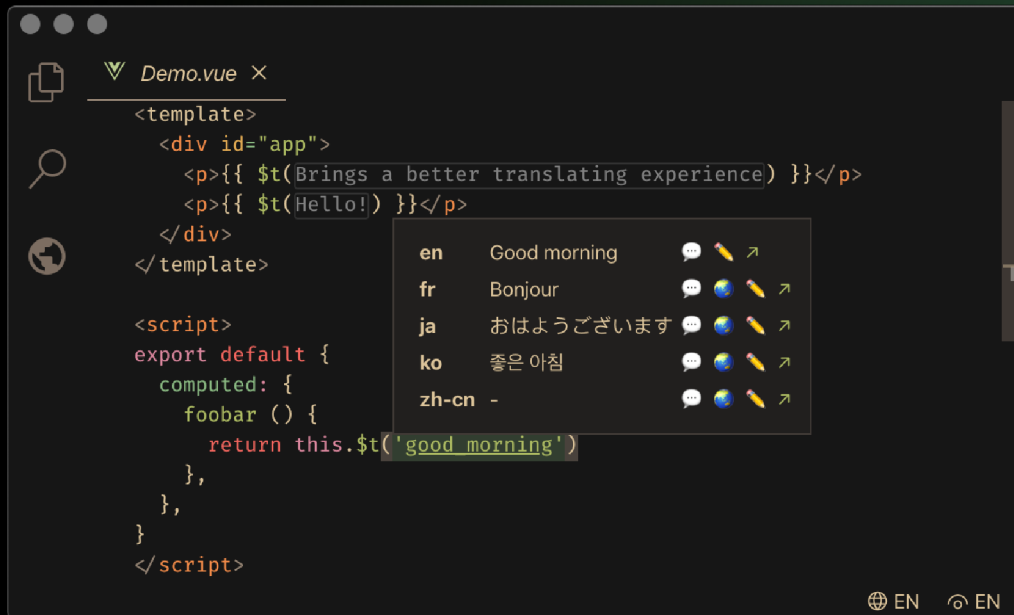 Demo.vue
<template>
<div id="app">
<p>{{ $t(Brings a better translating experience) }}</p>
<p>{{ $t(Hello!) }}</p>
</div>
</template>
en Good morning
fr Bonjour
ja おはようございます
ko 좋은 아침
zh-cn -
<script>
export default {
computed: {
foobar () {
return this.$t('good_morning')
},
},
}
</script>
EN EN